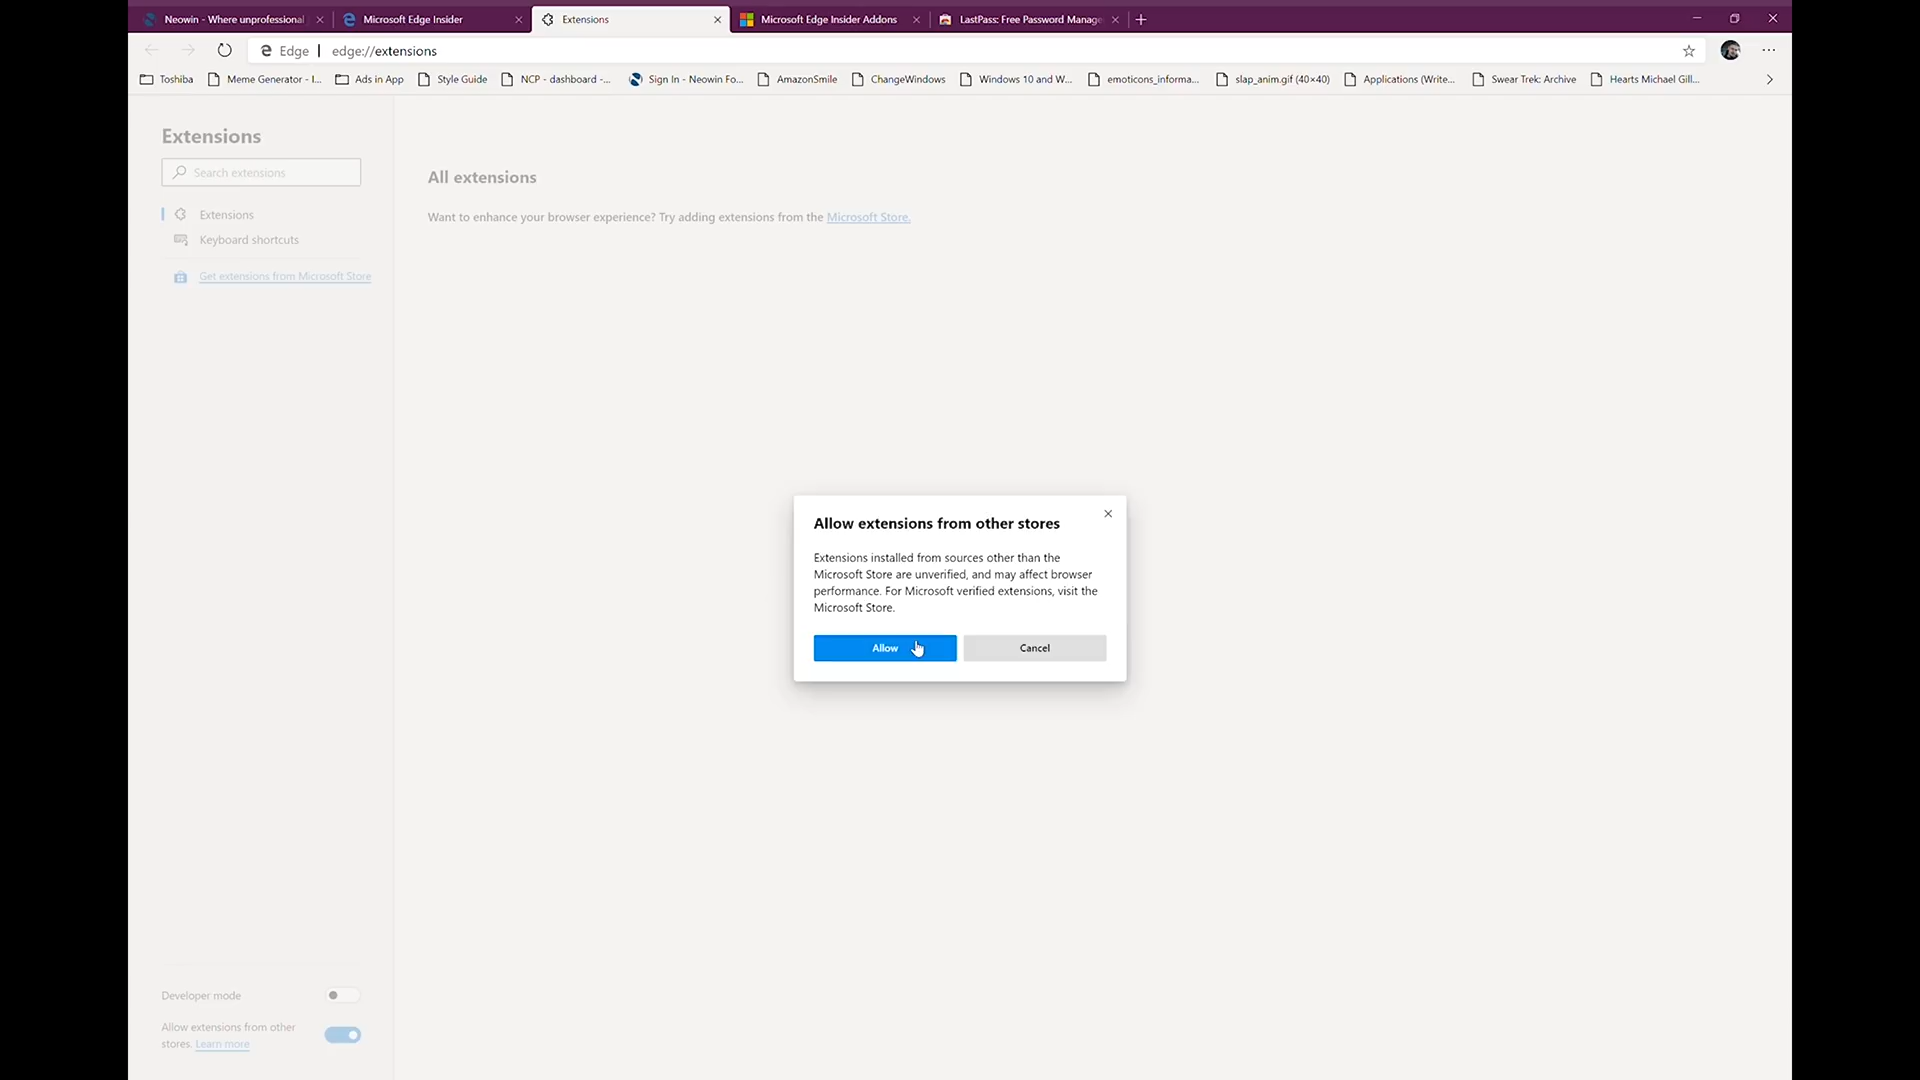 Neowin - Where unprofessional
Microsoft Edge Insider
Extensions
Microsoft Edge Insider Addons
LastPass: Free Password Manage
Edge | edge://extensions
Toshiba
Meme Generator - I...
Ads in App
Style Guide
NCP - dashboard -...
Sign In - Neowin Fo...
AmazonSmile
ChangeWindows
Windows 10 and W...
emoticons_informa...
slap_anim.gif (40×40)
Applications (Write...
Swear Trek: Archive
Hearts Michael Gill...
Extensions
Search extensions
Extensions
Keyboard shortcuts
Get extensions from Microsoft Store
All extensions
Want to enhance your browser experience? Try adding extensions from the Microsoft Store.
Allow extensions from other stores
Extensions installed from sources other than the
Microsoft Store are unverified, and may affect browser
performance. For Microsoft verified extensions, visit the
Microsoft Store.
Allow
Cancel
Developer mode
Allow extensions from other
stores. Learn more